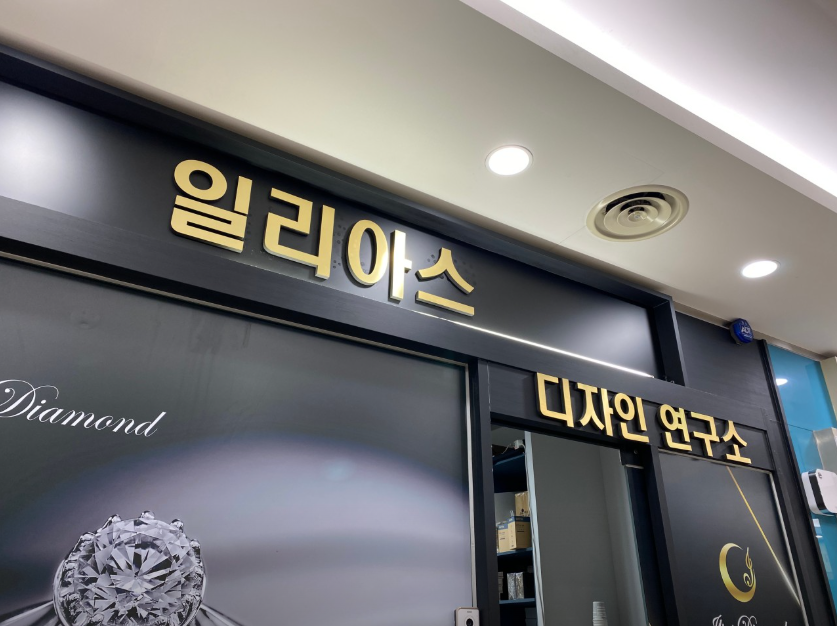 일리아스
디자인 연구소
Diamond